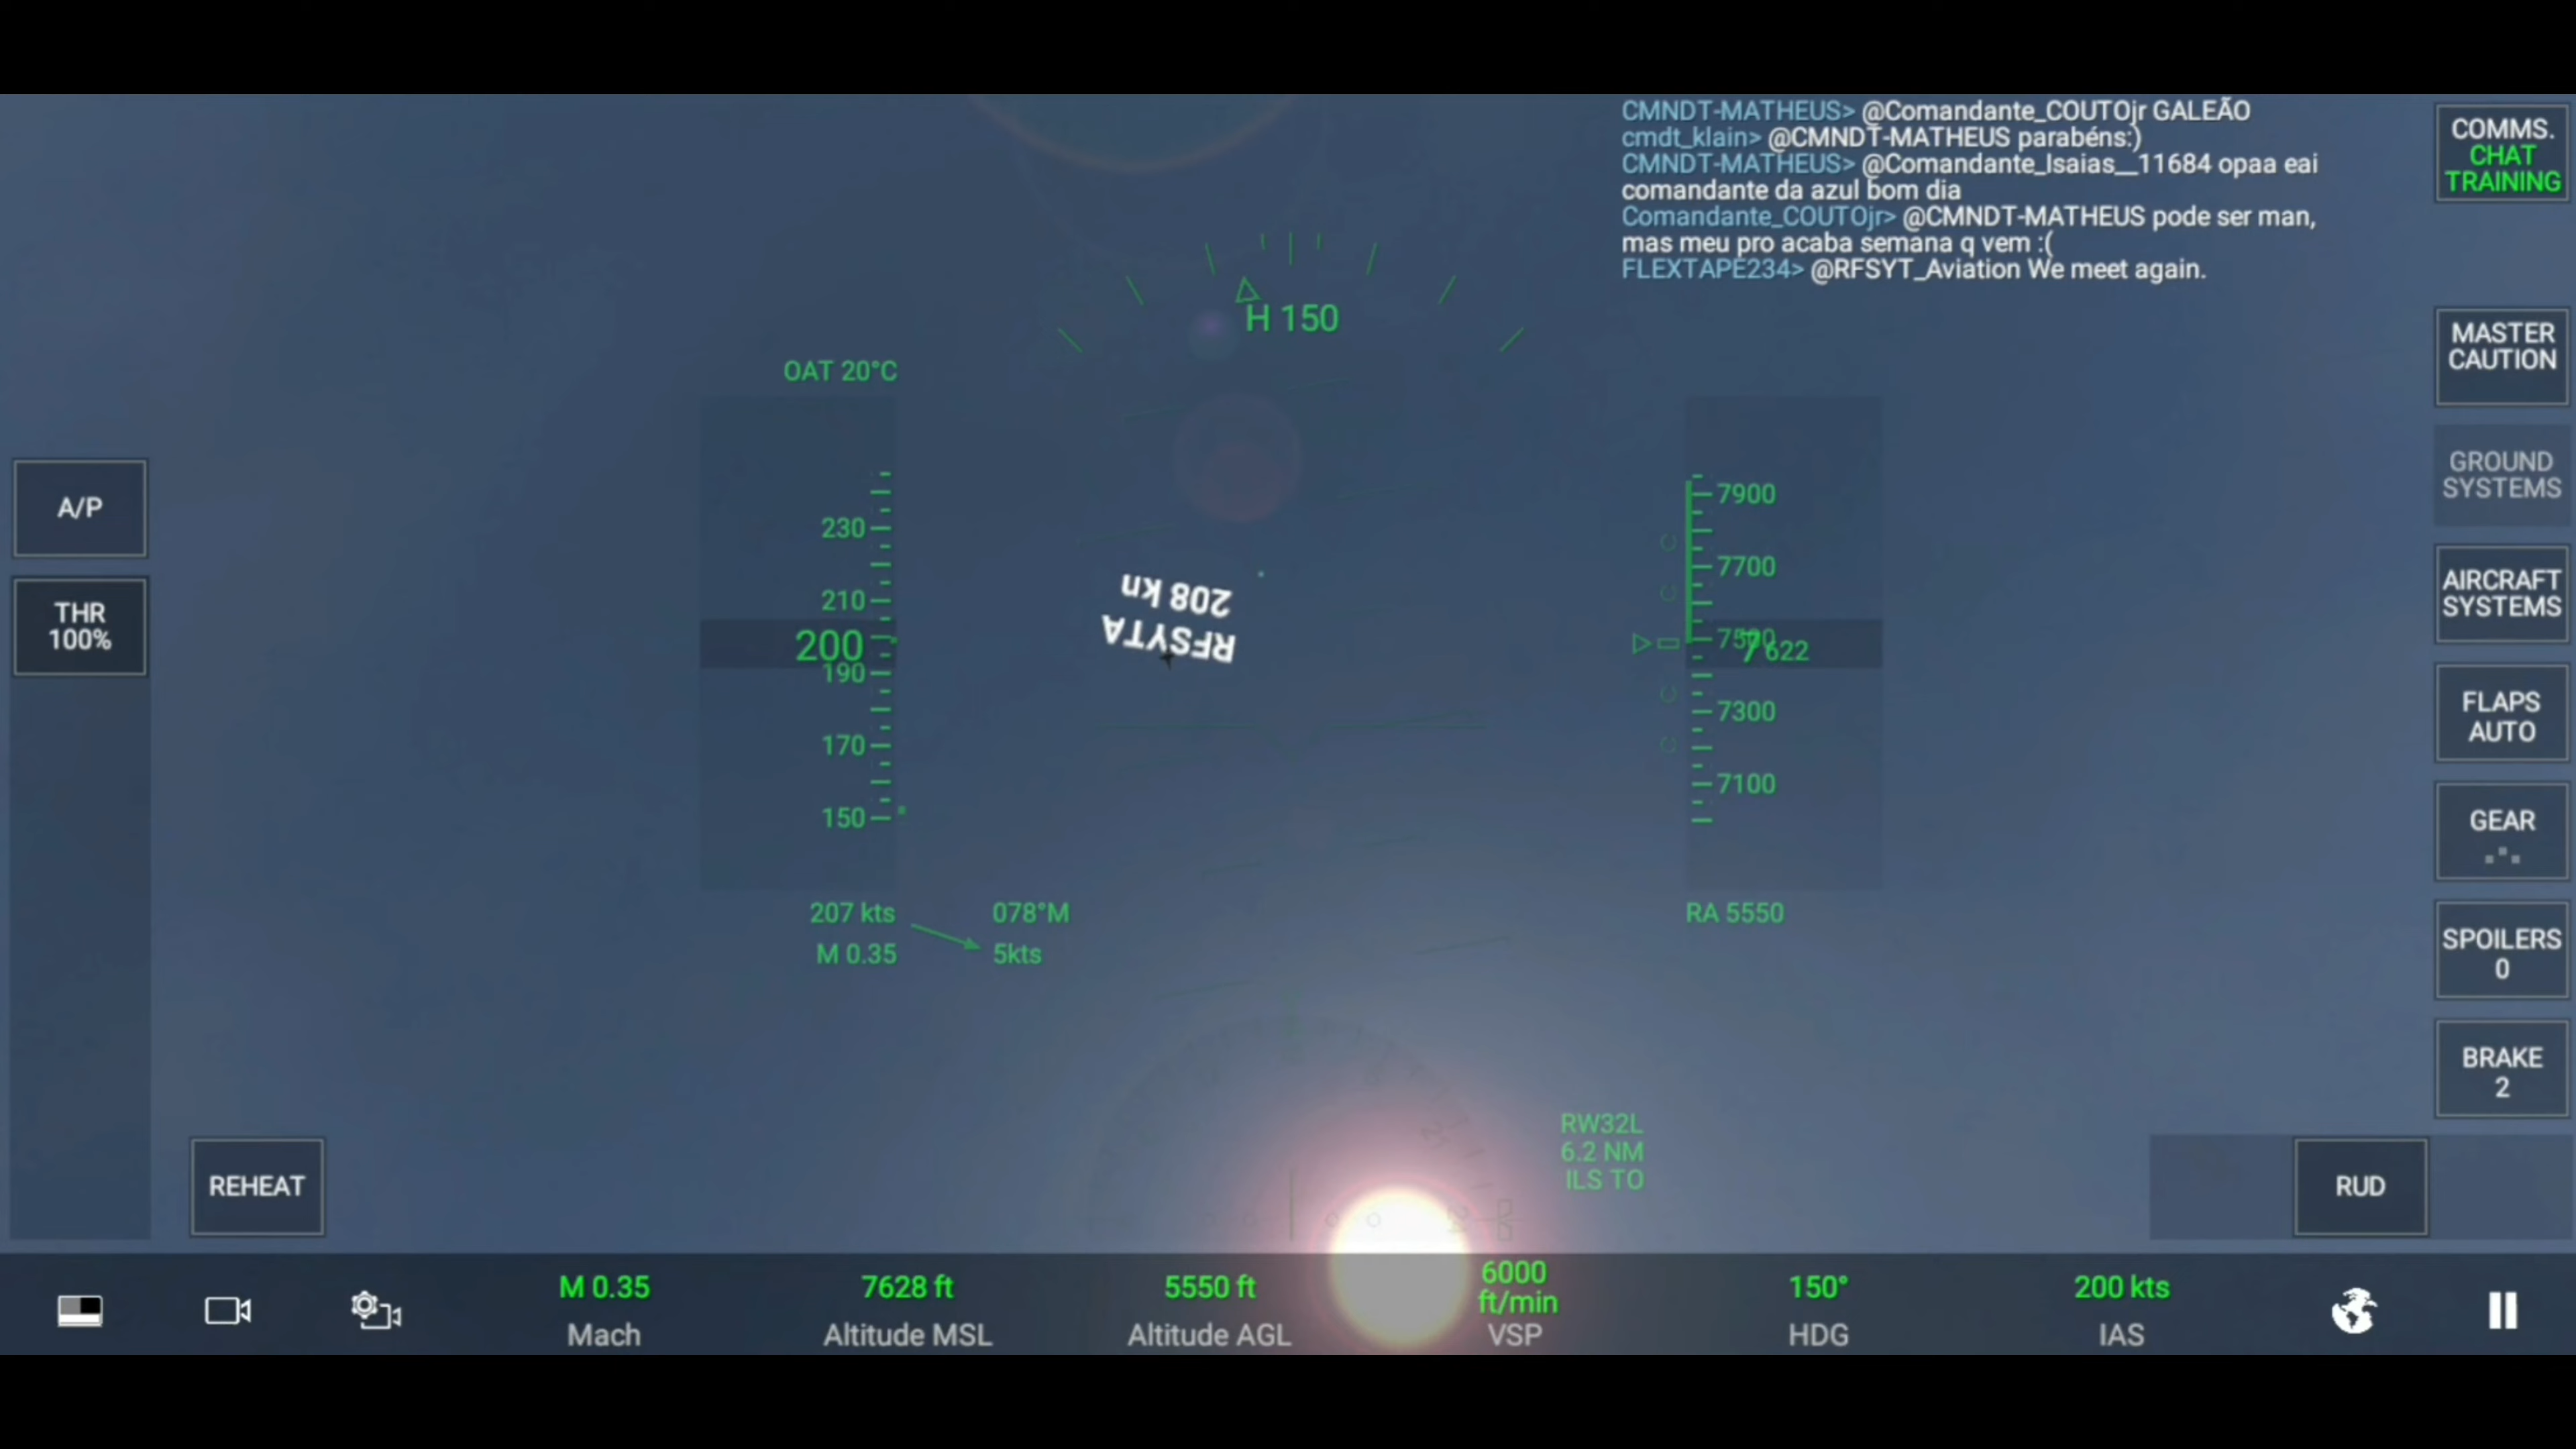 CMNDT-MATHEUS> @Comandante_COUTOjr GALEÃO
cmdt_klain> @CMNDT-MATHEUS parabéns:)
CMNDT-MATHEUS> @Comandante_Isaias__11684 opaa eai
comandante da azul bom dia
Comandante_COUTOjr> @CMNDT-MATHEUS pode ser man,
mas meu pro acaba semana q vem :(
FLEXTAPE234> @RFSYT_Aviation We meet again.
COMMS.
CHAT
TRAINING
MASTER
CAUTION
GROUND
SYSTEMS
AIRCRAFT
SYSTEMS
FLAPS
AUTO
GEAR
SPOILERS
0
BRAKE
2
RUD
A/P
THR
100%
REHEAT
H 150
OAT 20°C
230
210
200
190
170
150
RFSYTA
208 kn
7900
7700
7500
7622
7300
7100
207 kts
M 0.35
078°M
5kts
RA 5550
RW32L
6.2 NM
ILS TO
M 0.35
Mach
7628 ft
Altitude MSL
5550 ft
Altitude AGL
6000
ft/min
VSP
150°
HDG
200 kts
IAS